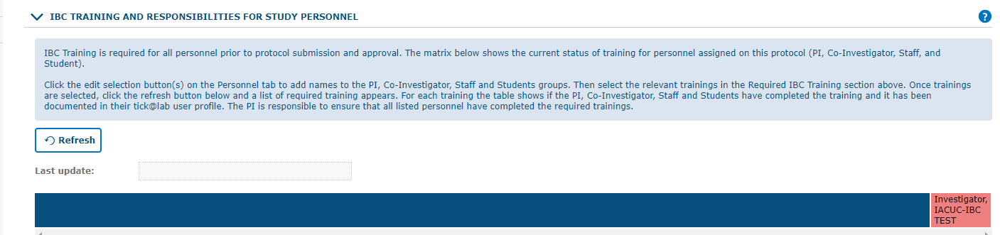 IBC TRAINING AND RESPONSIBILITIES FOR STUDY PERSONNEL
?
IBC Training is required for all personnel prior to protocol submission and approval. The matrix below shows the current status of training for personnel assigned on this protocol (PI, Co-Investigator, Staff, and
Student).
Click the edit selection button(s) on the Personnel tab to add names to the PI, Co-Investigator, Staff and Students groups. Then select the relevant trainings in the Required IBC Training section above. Once trainings
are selected, click the refresh button below and a list of required training appears. For each training the table shows if the PI, Co-Investigator, Staff and Students have completed the training and it has been
documented in their tick@lab user profile. The PI is responsible to ensure that all listed personnel have completed the required trainings.
Refresh
Last update:
Investigator,
IACUC-IBC
TEST